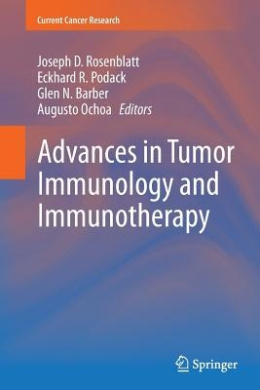 Current Cancer Research
Joseph D. Rosenblatt
Eckhard R. Podack
Glen N. Barber
Augusto Ochoa Editors
Advances in Tumor
Immunology and
Immunotherapy
Springer